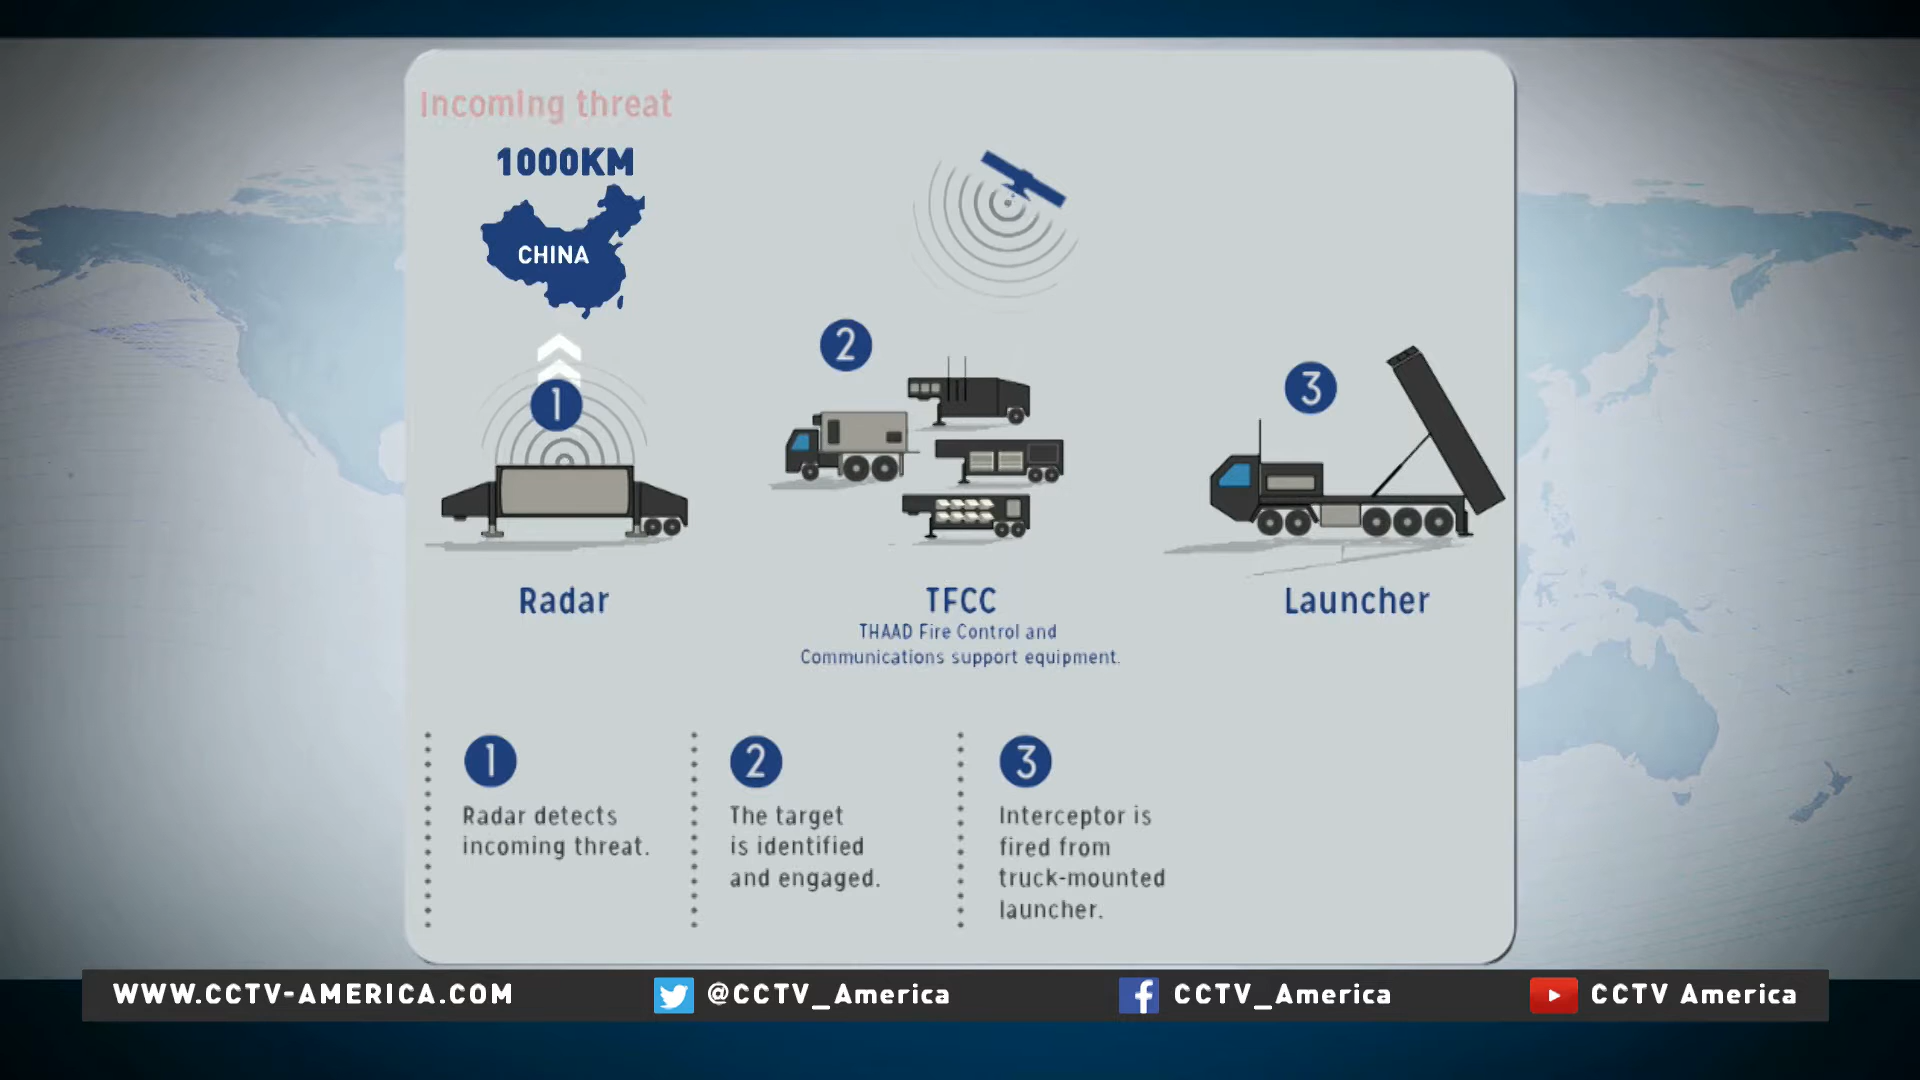 Incoming threat
1000KM
CHINA
1
2
3
Radar
TFCC
THAAD Fire Control and
Communications support equipment.
Launcher
1
Radar detects
incoming threat.
2
The target
is identified
and engaged.
3
Interceptor is
fired from
truck-mounted
launcher.
WWW.CCTV-AMERICA.COM
@CCTV_America
CCTV_America
CCTV America